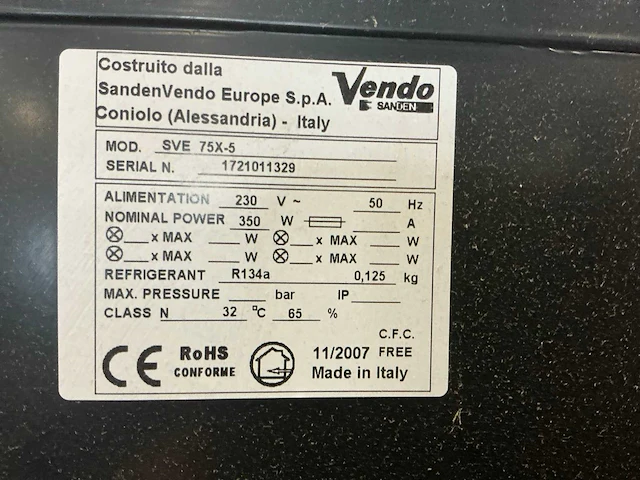 Costruito dalla
SandenVendo Europe S.p.A.
Coniolo (Alessandria) - Italy
Vendo
SANDEN
MOD. SVE 75X-5
SERIAL N. 1721011329
ALIMENTATION 230 V ~ 50 Hz
NOMINAL POWER 350 W A
x MAX W x MAX W
x MAX W x MAX W
REFRIGERANT R134a 0,125 kg
MAX. PRESSURE bar IP
CLASS N 32 °C 65 %
C.F.C.
CE RoHS 11/2007 FREE
CONFORME Made in Italy